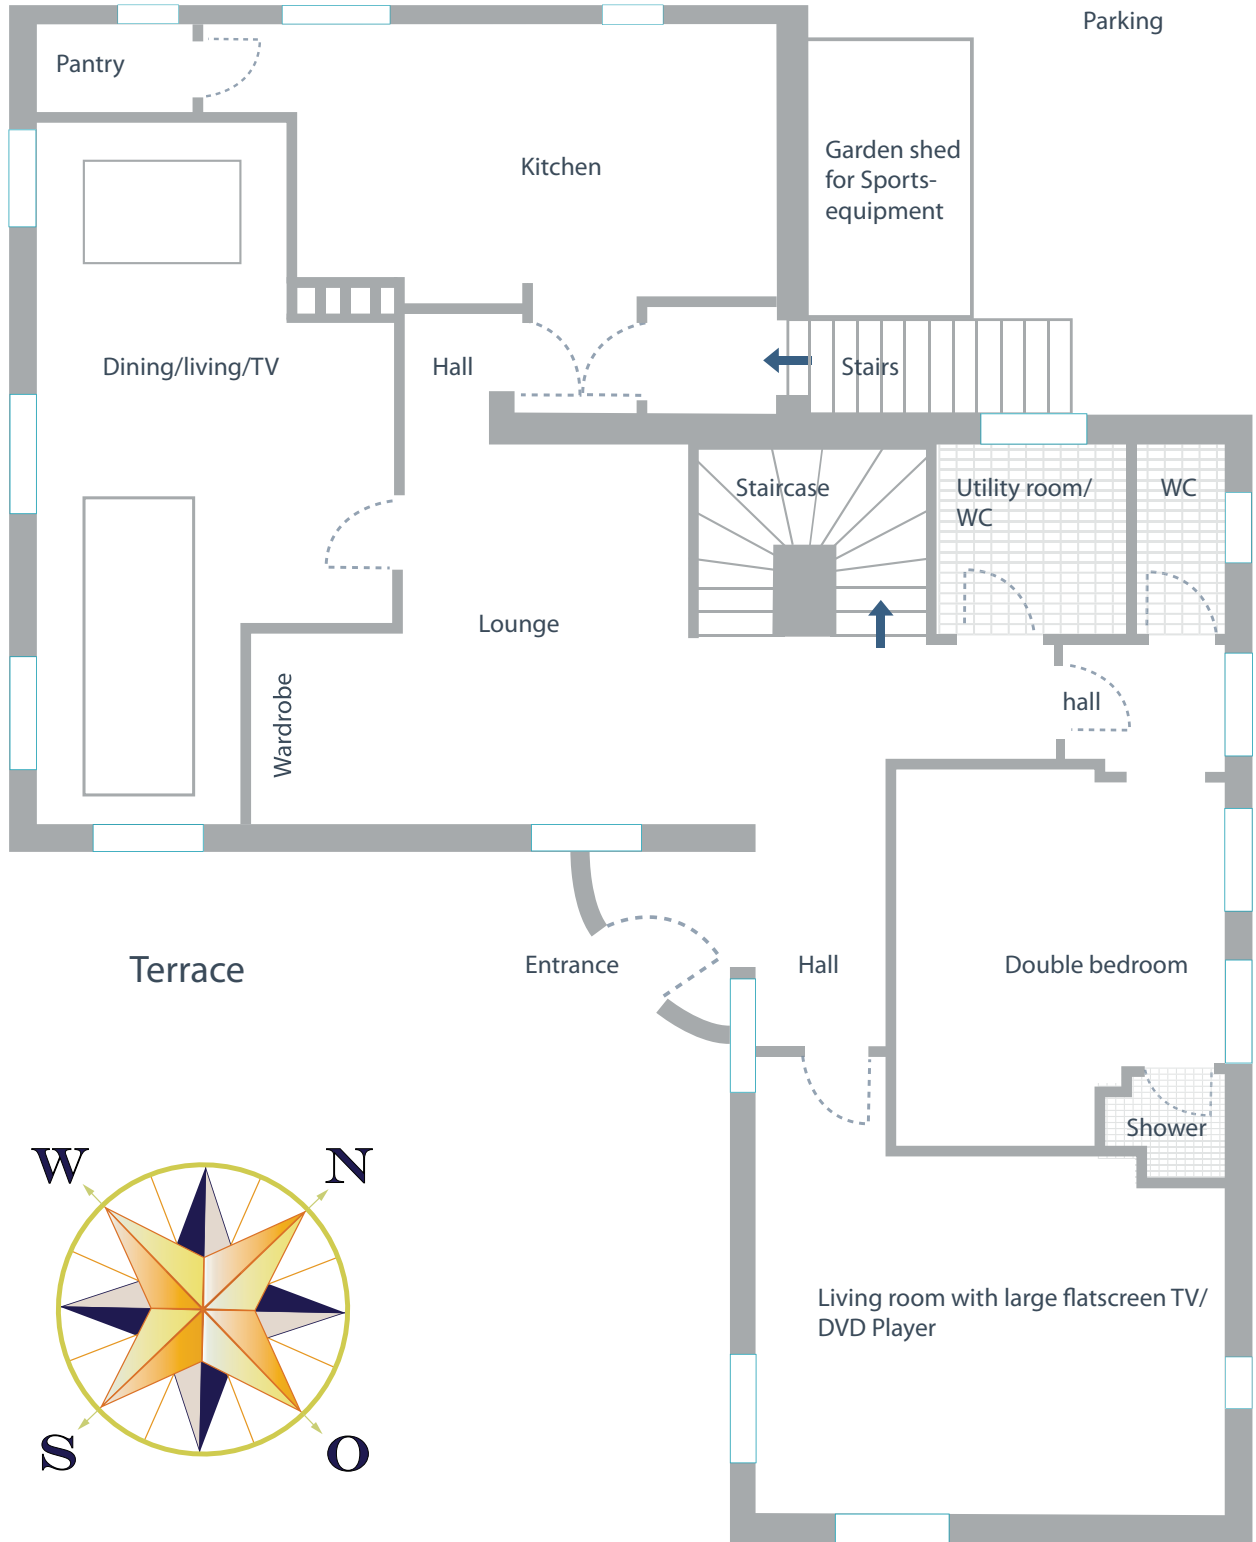 Parking
Pantry
Kitchen
Garden shed
for Sports-
equipment
Dining/living/TV
Hall
Stairs
Staircase
Utility room/
WC
WC
Lounge
Wardrobe
hall
Terrace
Entrance
Hall
Double bedroom
Shower
W
N
S
O
Living room with large flatscreen TV/
DVD Player